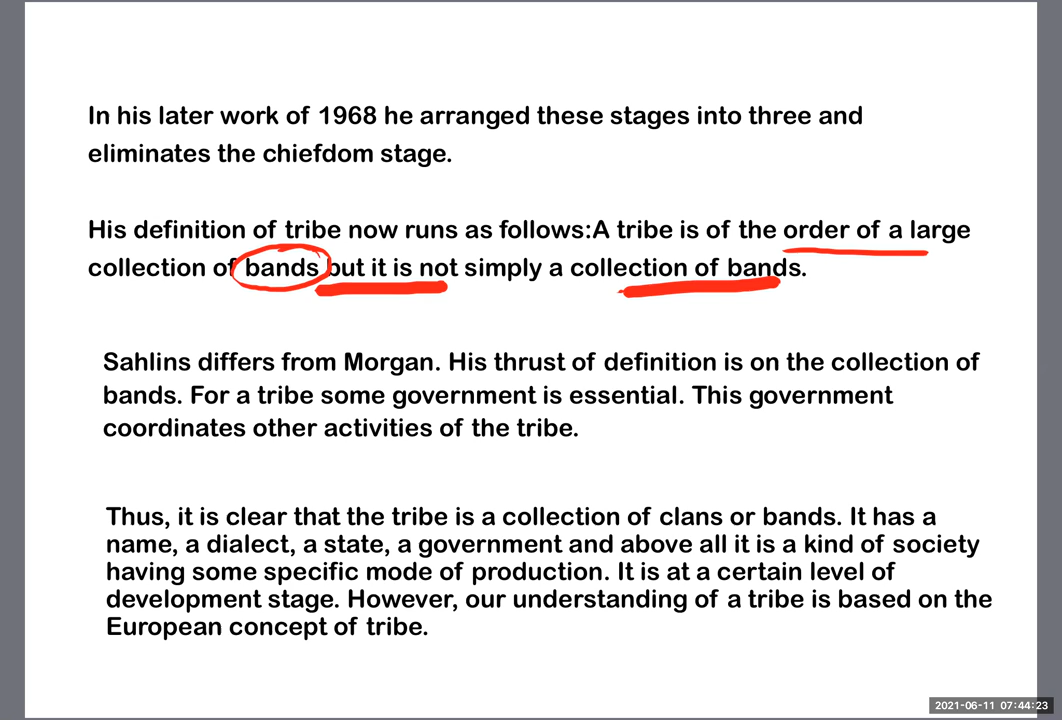 In his later work of 1968 he arranged these stages into three and
eliminates the chiefdom stage.
His definition of tribe now runs as follows:A tribe is of the order of a large
collection of bands but it is not simply a collection of bands.
Sahlins differs from Morgan. His thrust of definition is on the collection of
bands. For a tribe some government is essential. This government
coordinates other activities of the tribe.
Thus, it is clear that the tribe is a collection of clans or bands. It has a
name, a dialect, a state, a government and above all it is a kind of society
having some specific mode of production. It is at a certain level of
development stage. However, our understanding of a tribe is based on the
European concept of tribe.
2021-06-11 07:44:23